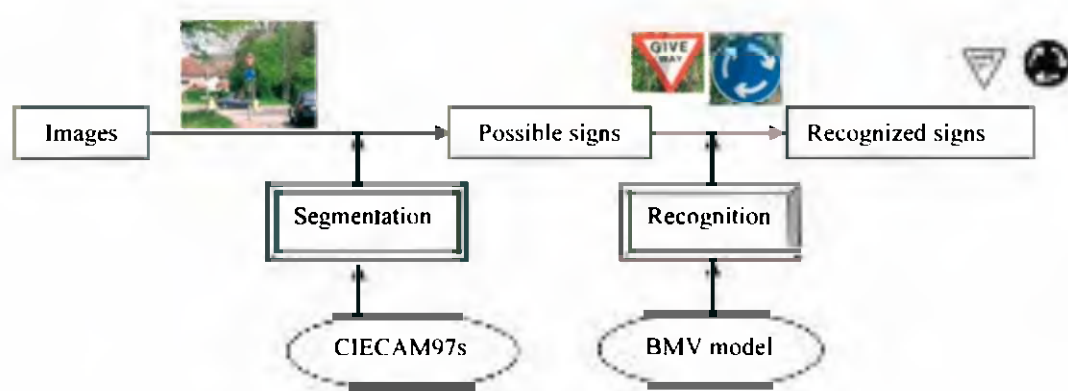 GIVE
WAY
Images
Possible signs
Recognized signs
Segmentation
Recognition
CIECAM97s
BMV model